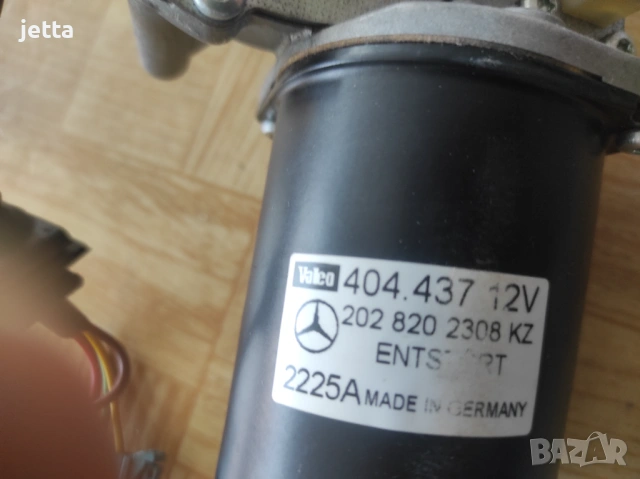 jetta
Valeo 404.437 12V
202 820 2308 KZ
2225A MADE IN GERMANY
BAZAR